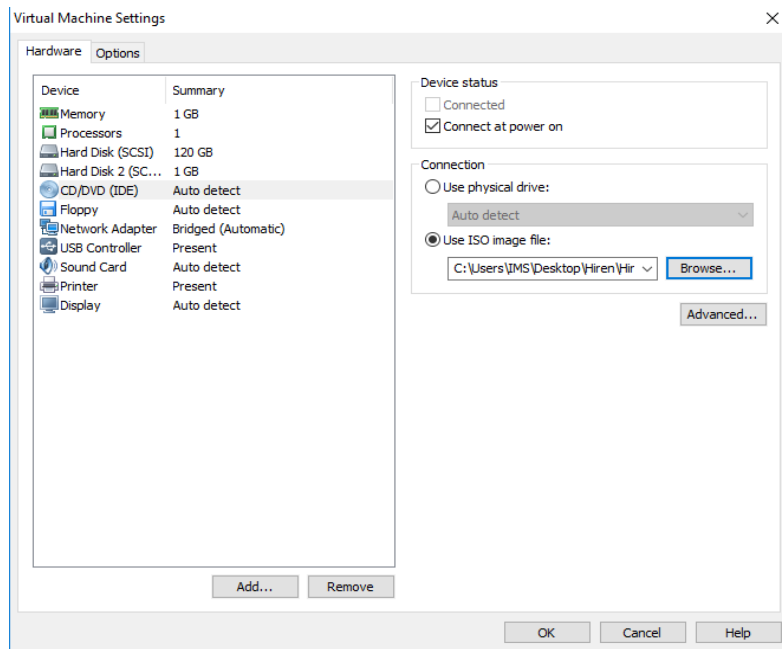 Virtual Machine Settings
Hardware Options
Device Summary
Memory 1 GB
Processors 1
Hard Disk (SCSI) 120 GB
Hard Disk 2 (SC... 1 GB
CD/DVD (IDE) Auto detect
Floppy Auto detect
Network Adapter Bridged (Automatic)
USB Controller Present
Sound Card Auto detect
Printer Present
Display Auto detect
Add... Remove
Device status
Connected
Connect at power on
Connection
Use physical drive:
Auto detect
Use ISO image file:
C:\Users\IMS\Desktop\Hiren\Hir Browse...
Advanced...
OK Cancel Help